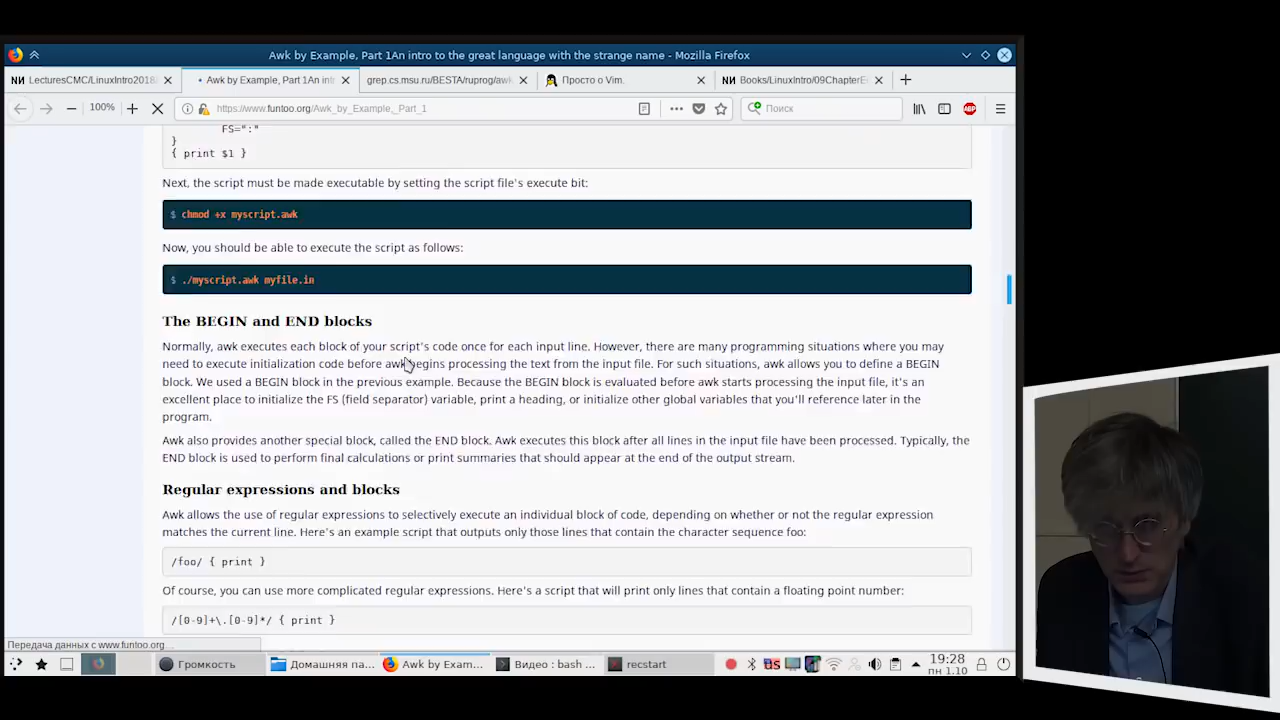 Awk by Example, Part 1An intro to the great language with the strange name - Mozilla Firefox
LecturesCMC/LinuxIntro2018/
Awk by Example, Part 1An int
grep.cs.msu.ru/BESTA/ruprog/awk
Просто о Vim.
Books/LinuxIntro/09ChapterE
100%
https://www.funtoo.org/Awk_by_Example,_Part_1
Поиск
ABP
FS=":"
}
{ print $1 }
Next, the script must be made executable by setting the script file's execute bit:
$ chmod +x myscript.awk
Now, you should be able to execute the script as follows:
$ ./myscript.awk myfile.in
The BEGIN and END blocks
Normally, awk executes each block of your script's code once for each input line. However, there are many programming situations where you may
need to execute initialization code before awk begins processing the text from the input file. For such situations, awk allows you to define a BEGIN
block. We used a BEGIN block in the previous example. Because the BEGIN block is evaluated before awk starts processing the input file, it's an
excellent place to initialize the FS (field separator) variable, print a heading, or initialize other global variables that you'll reference later in the
program.
Awk also provides another special block, called the END block. Awk executes this block after all lines in the input file have been processed. Typically, the
END block is used to perform final calculations or print summaries that should appear at the end of the output stream.
Regular expressions and blocks
Awk allows the use of regular expressions to selectively execute an individual block of code, depending on whether or not the regular expression
matches the current line. Here's an example script that outputs only those lines that contain the character sequence foo:
/foo/ { print }
Of course, you can use more complicated regular expressions. Here's a script that will print only lines that contain a floating point number:
/[0-9]+\.[0-9]*/ { print }
Передача данных с www.funtoo.org...
Громкость
Домашняя па...
Awk by Exam...
Видео : bash ...
recstart
US
19:28
пн 1.10